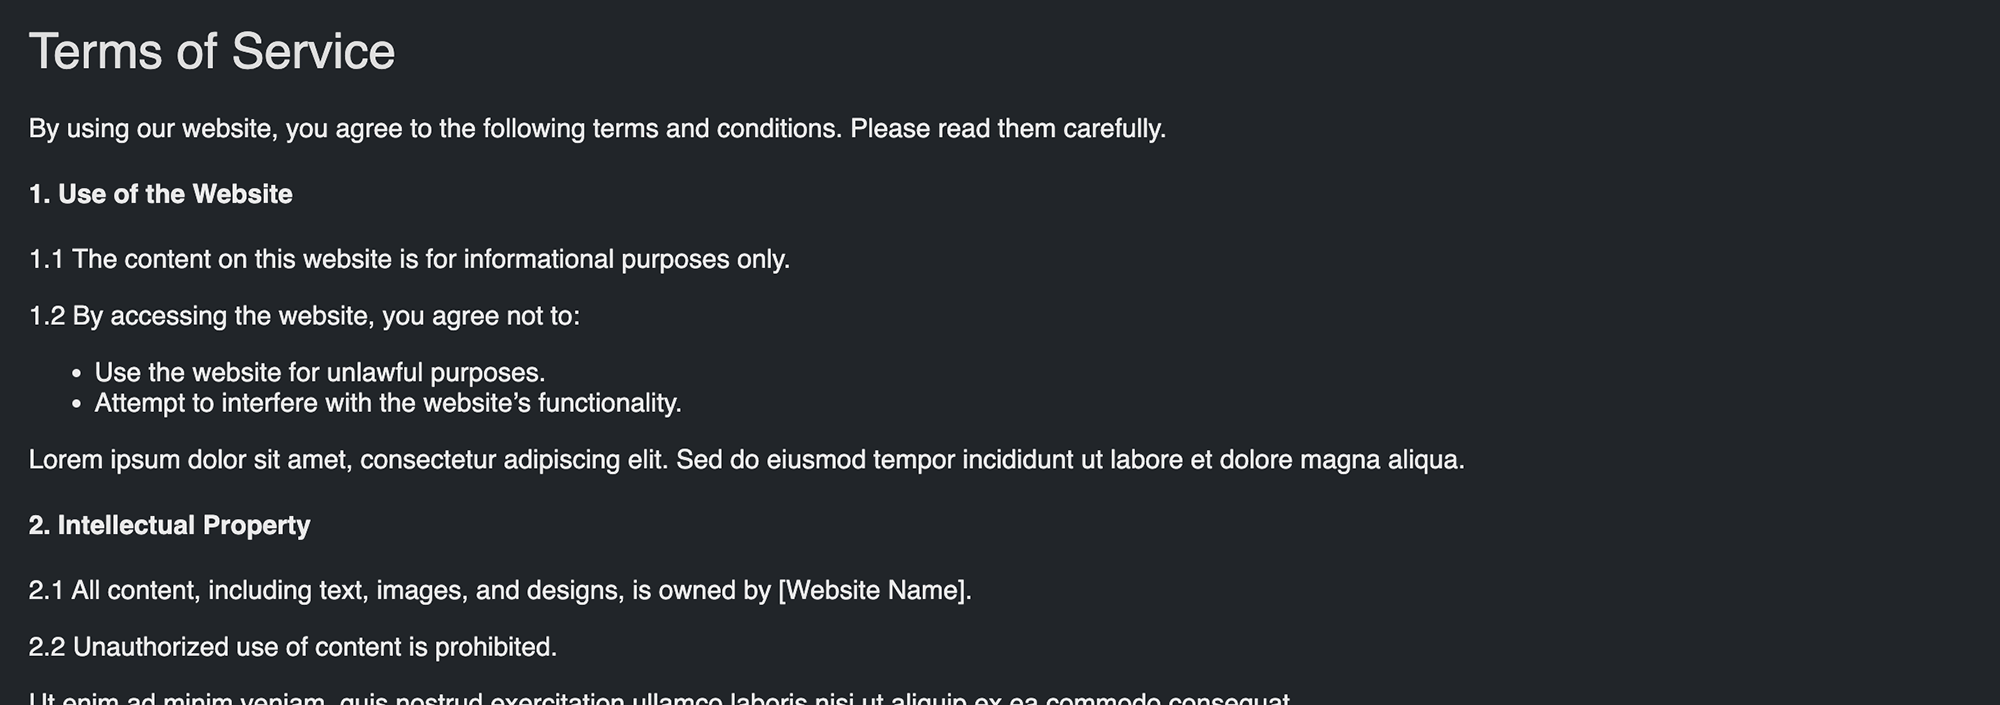 Terms of Service
By using our website, you agree to the following terms and conditions. Please read them carefully.
1. Use of the Website
1.1 The content on this website is for informational purposes only.
1.2 By accessing the website, you agree not to:
• Use the website for unlawful purposes.
• Attempt to interfere with the website’s functionality.
Lorem ipsum dolor sit amet, consectetur adipiscing elit. Sed do eiusmod tempor incididunt ut labore et dolore magna aliqua.
2. Intellectual Property
2.1 All content, including text, images, and designs, is owned by [Website Name].
2.2 Unauthorized use of content is prohibited.
Ut enim ad minim veniam, quis nostrud exercitation ullamco laboris nisi ut aliquip ex ea commodo consequat.